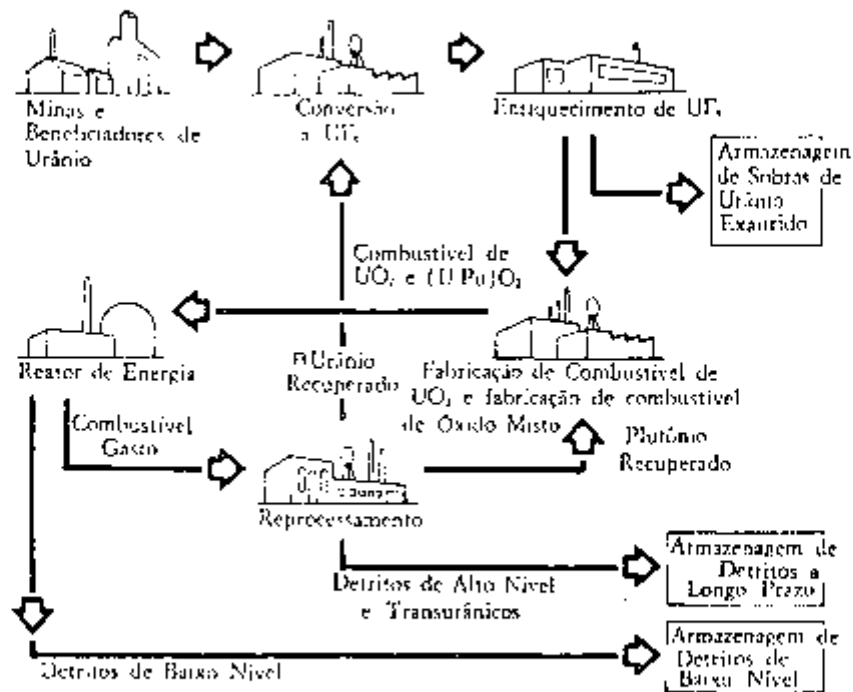 Minas e
Beneficiadores de
Urânio
Conversão
a UF₆
Enriquecimento de UF₆
Armazenagem
de Sobras de
Urânio
Exaurido
Combustível de
UO₂ e (U Pu)O₂
Reator de Energia
Urânio
Recuperado
Fabricação de Combustível de
UO₂ e fabricação de combustível
de Óxido Misto
Combustível
Gasto
Plutônio
Recuperado
Reprocessamento
Detritos de Alto Nível
e Transurânicos
Armazenagem de
Detritos a
Longo Prazo
Detritos de Baixo Nível
Armazenagem de
Detritos de
Baixo Nível